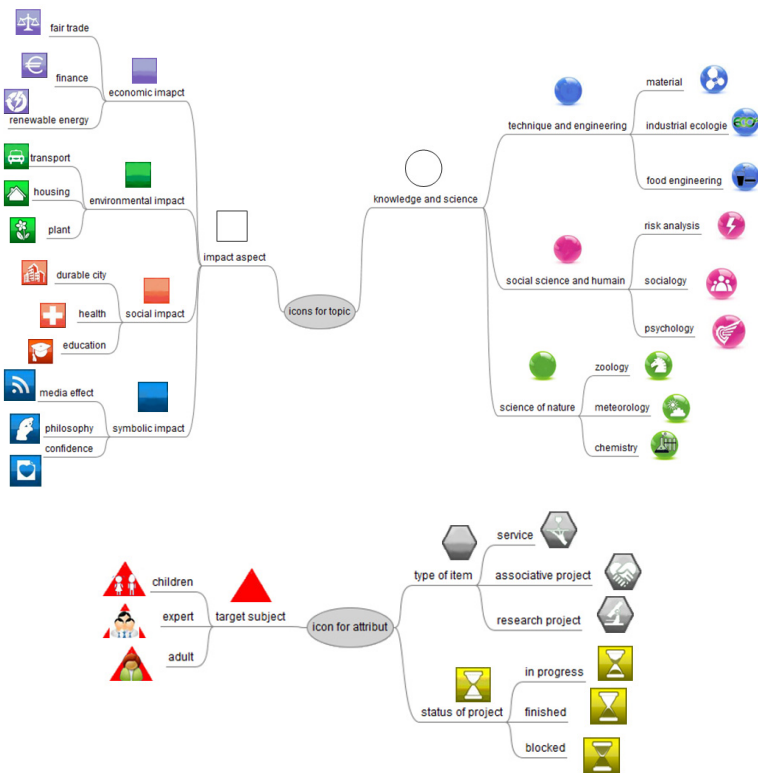 fair trade
finance
economic imapct
renewable energy
transport
housing
environmental impact
plant
impact aspect
durable city
health
social impact
education
media effect
philosophy
symbolic impact
confidence
icons for topic
knowledge and science
material
technique and engineering
industrial ecologie
food engineering
risk analysis
social science and humain
socialogy
psychology
zoology
science of nature
meteorology
chemistry
children
expert
target subject
adult
icon for attribut
service
type of item
associative project
research project
in progress
status of project
finished
blocked